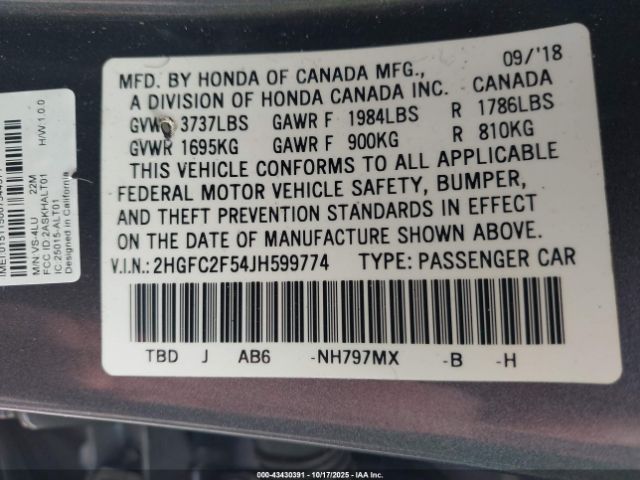 MFD. BY HONDA OF CANADA MFG., 09/'18
A DIVISION OF HONDA CANADA INC. CANADA
GVWR 3737LBS GAWR F 1984LBS R 1786LBS
GVWR 1695KG GAWR F 900KG R 810KG
THIS VEHICLE CONFORMS TO ALL APPLICABLE
FEDERAL MOTOR VEHICLE SAFETY, BUMPER,
AND THEFT PREVENTION STANDARDS IN EFFECT
ON THE DATE OF MANUFACTURE SHOWN ABOVE.
V.I.N.: 2HGFC2F54JH599774 TYPE: PASSENGER CAR
TBD J AB6 -NH797MX -B -H
M/N VS-4LU 22M H/W:1.0.0
FCC ID:2ASKHALT01
IC:25015-ALT01
Designed in California
000-43430391 | 10/17/2025 | IAA Inc.